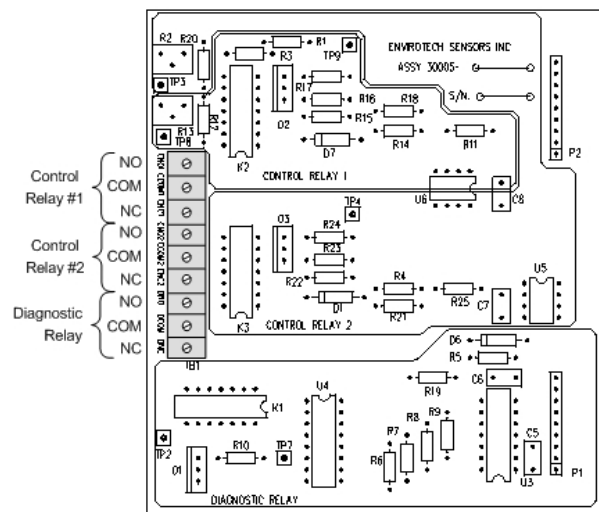 R2
R20
R1
R3
TP9
ENVIROTECH SENSORS INC
ASSY 30005-
S/N.
TP3
R17
R16
R15
R18
R13
R12
TP8
Q2
D7
R14
R11
P2
K2
CONTROL RELAY 1
U6
C8
Control
Relay #1
NO
COM
NC
Control
Relay #2
NO
COM
NC
Diagnostic
Relay
NO
COM
NC
TB1
TP4
Q3
R24
R23
R22
D1
R4
R21
R25
C7
U5
K3
CONTROL RELAY 2
D6
R5
C6
R19
U4
K1
R9
R8
R7
R6
C5
U3
P1
TP2
Q1
R10
TP7
DIAGNOSTIC RELAY